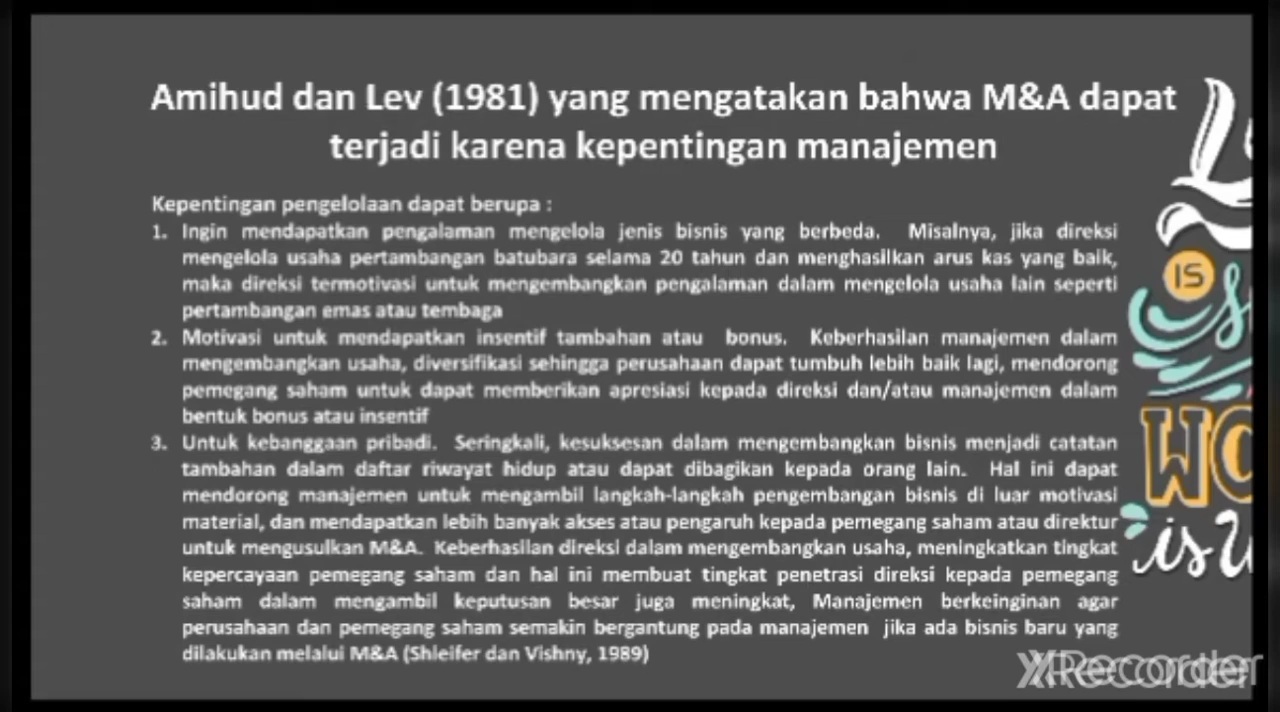 Amihud dan Lev (1981) yang mengatakan bahwa M&A dapat
terjadi karena kepentingan manajemen
Kepentingan pengelolaan dapat berupa :
1. Ingin mendapatkan pengalaman mengelola jenis bisnis yang berbeda. Misalnya, jika direksi
mengelola usaha pertambangan batubara selama 20 tahun dan menghasilkan arus kas yang baik,
maka direksi termotivasi untuk mengembangkan pengalaman dalam mengelola usaha lain seperti
pertambangan emas atau tembaga
2. Motivasi untuk mendapatkan insentif tambahan atau bonus. Keberhasilan manajemen dalam
mengembangkan usaha, diversifikasi sehingga perusahaan dapat tumbuh lebih baik lagi, mendorong
pemegang saham untuk dapat memberikan apresiasi kepada direksi dan/atau manajemen dalam
bentuk bonus atau insentif
3. Untuk kebanggaan pribadi. Seringkali, kesuksesan dalam mengembangkan bisnis menjadi catatan
tambahan dalam daftar riwayat hidup atau dapat dibagikan kepada orang lain. Hal ini dapat
mendorong manajemen untuk mengambil langkah-langkah pengembangan bisnis di luar motivasi
material, dan mendapatkan lebih banyak akses atau pengaruh kepada pemegang saham atau direktur
untuk mengusulkan M&A. Keberhasilan direksi dalam mengembangkan usaha, meningkatkan tingkat
kepercayaan pemegang saham dan hal ini membuat tingkat penetrasi direksi kepada pemegang
saham dalam mengambil keputusan besar juga meningkat, Manajemen berkeinginan agar
perusahaan dan pemegang saham semakin bergantung pada manajemen jika ada bisnis baru yang
dilakukan melalui M&A (Shleifer dan Vishny, 1989)
IS
is
XRecorder